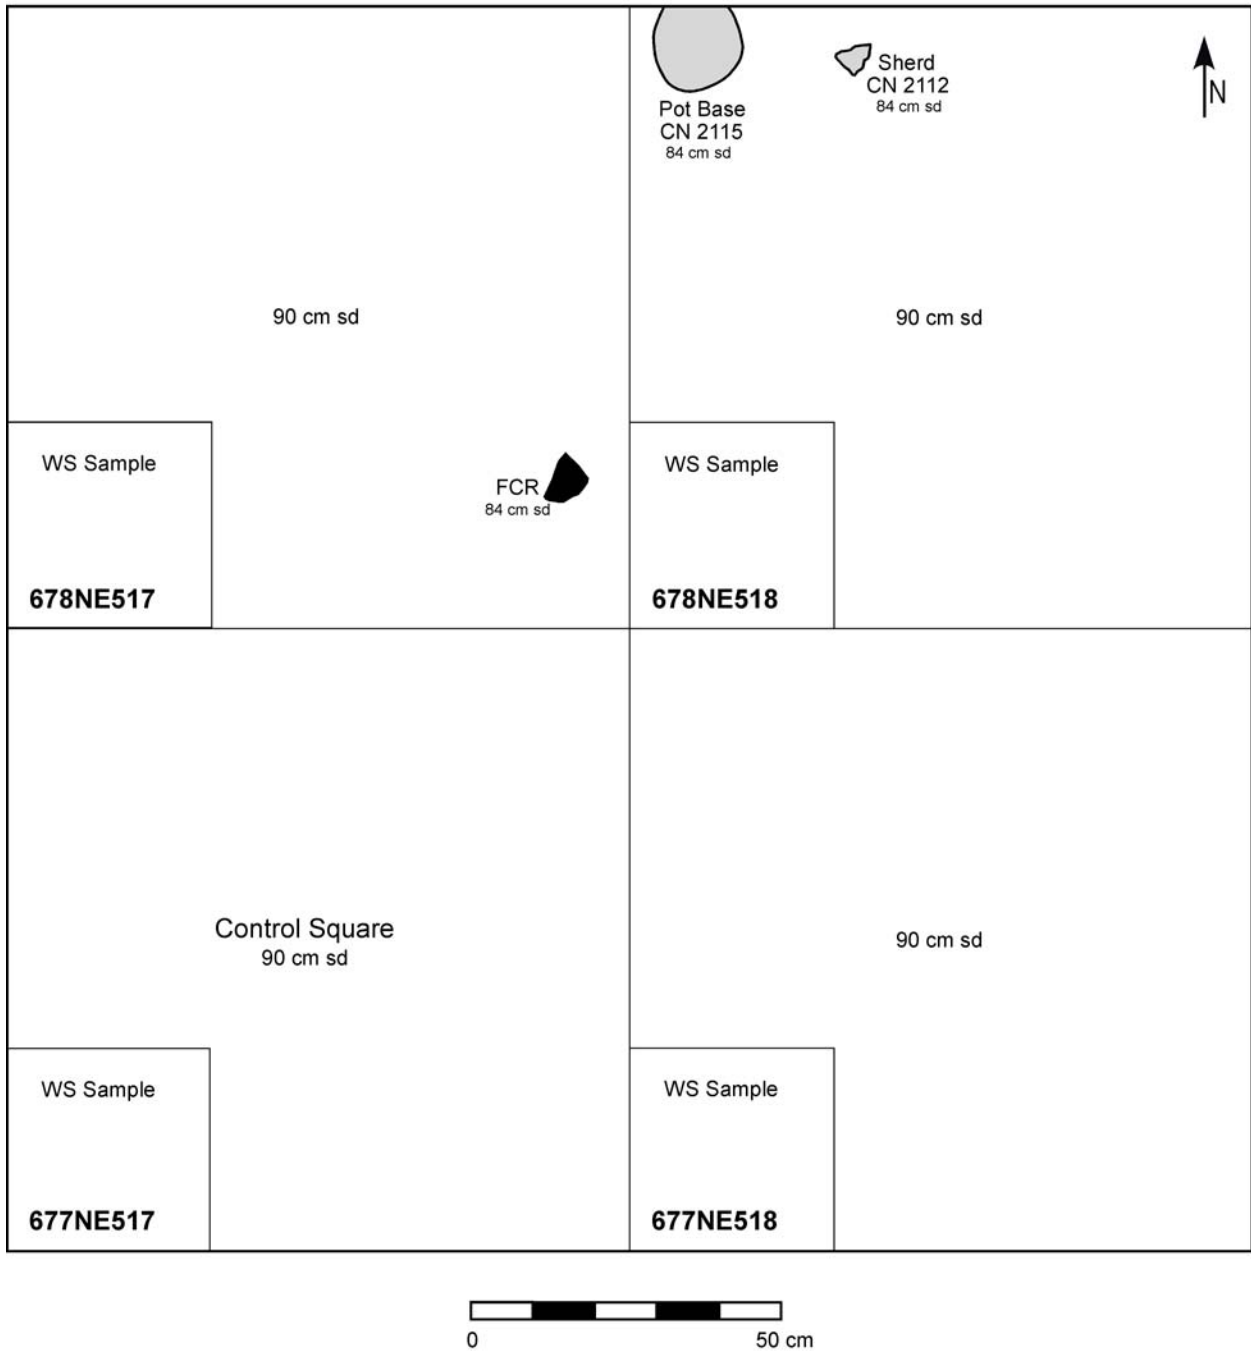 Sherd
CN 2112
84 cm sd
N
Pot Base
CN 2115
84 cm sd
90 cm sd
90 cm sd
WS Sample
FCR
84 cm sd
678NE517
WS Sample
678NE518
Control Square
90 cm sd
90 cm sd
WS Sample
677NE517
WS Sample
677NE518
0
50 cm